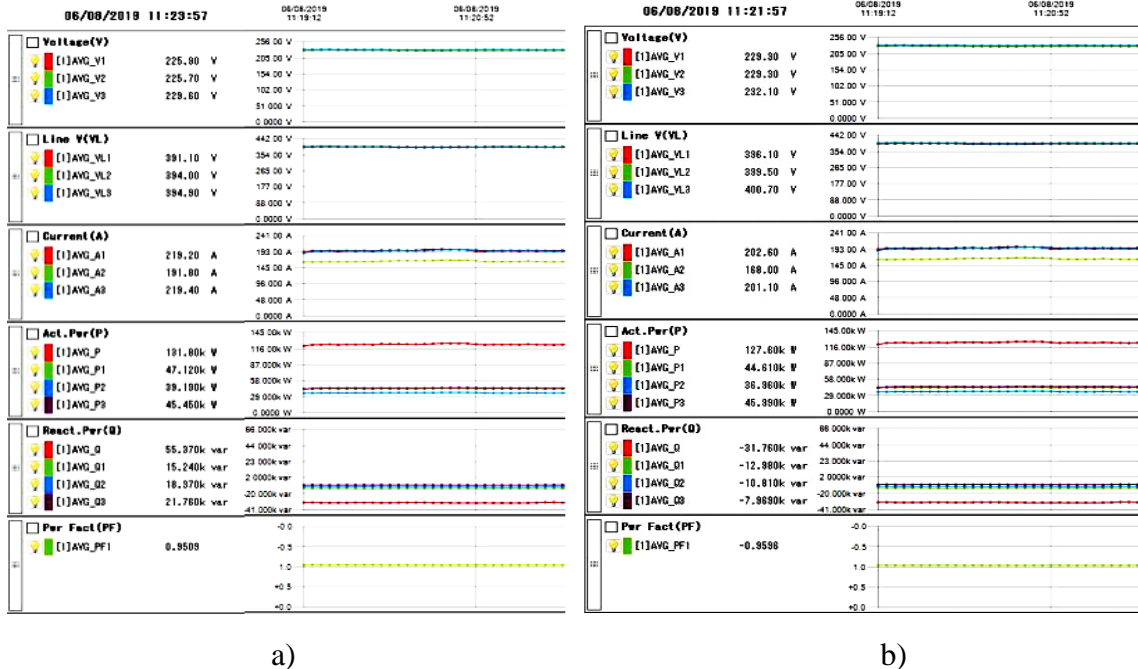 06/08/2019 11:23:57
06/08/2019
11:19:12
06/08/2019
11:20:52
Voltage(V)
[1]AVG_V1 225.90 V
[1]AVG_V2 225.70 V
[1]AVG_V3 229.60 V
256.00 V
205.00 V
154.00 V
102.00 V
51.000 V
0.0000 V
Line V(VL)
[1]AVG_VL1 391.10 V
[1]AVG_VL2 394.00 V
[1]AVG_VL3 394.90 V
442.00 V
354.00 V
265.00 V
177.00 V
88.000 V
0.0000 V
Current(A)
[1]AVG_A1 219.20 A
[1]AVG_A2 191.80 A
[1]AVG_A3 219.40 A
241.00 A
193.00 A
145.00 A
96.000 A
48.000 A
0.0000 A
Act.Pwr(P)
[1]AVG_P 131.80k W
[1]AVG_P1 47.120k W
[1]AVG_P2 39.190k W
[1]AVG_P3 45.450k W
145.00k W
116.00k W
87.000k W
58.000k W
29.000k W
0.0000 W
React.Pwr(Q)
[1]AVG_Q 55.370k var
[1]AVG_Q1 15.240k var
[1]AVG_Q2 18.370k var
[1]AVG_Q3 21.760k var
66.000k var
44.000k var
23.000k var
2.0000k var
-20.000k var
-41.000k var
Pwr Fact(PF)
[1]AVG_PF1 0.9509
-0.0
-0.5
1.0
+0.5
+0.0
a)
06/08/2019 11:21:57
06/08/2019
11:19:12
06/08/2019
11:20:52
Voltage(V)
[1]AVG_V1 229.30 V
[1]AVG_V2 229.30 V
[1]AVG_V3 232.10 V
256.00 V
205.00 V
154.00 V
102.00 V
51.000 V
0.0000 V
Line V(VL)
[1]AVG_VL1 396.10 V
[1]AVG_VL2 399.50 V
[1]AVG_VL3 400.70 V
442.00 V
354.00 V
265.00 V
177.00 V
88.000 V
0.0000 V
Current(A)
[1]AVG_A1 202.60 A
[1]AVG_A2 168.00 A
[1]AVG_A3 201.10 A
241.00 A
193.00 A
145.00 A
96.000 A
48.000 A
0.0000 A
Act.Pwr(P)
[1]AVG_P 127.60k W
[1]AVG_P1 44.610k W
[1]AVG_P2 36.960k W
[1]AVG_P3 45.990k W
145.00k W
116.00k W
87.000k W
58.000k W
29.000k W
0.0000 W
React.Pwr(Q)
[1]AVG_Q -31.760k var
[1]AVG_Q1 -12.980k var
[1]AVG_Q2 -10.810k var
[1]AVG_Q3 -7.9690k var
66.000k var
44.000k var
23.000k var
2.0000k var
-20.000k var
-41.000k var
Pwr Fact(PF)
[1]AVG_PF1 -0.9596
-0.0
-0.5
1.0
+0.5
+0.0
b)